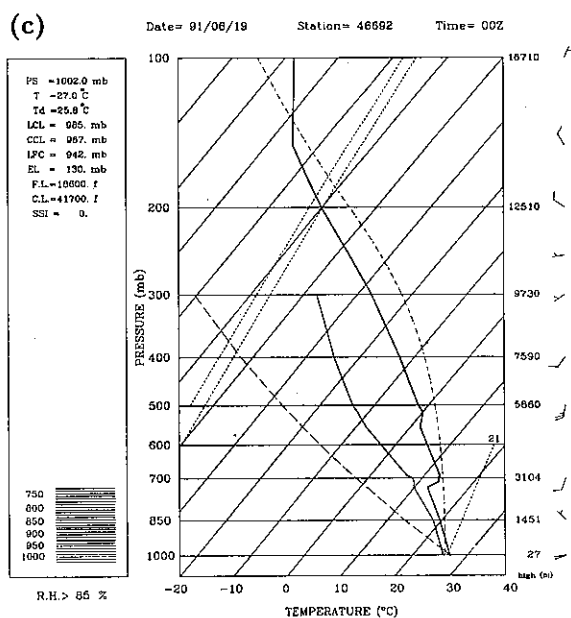 (c) Date= 91/06/19 Station= 46692 Time= 00Z
PS =1002.0 mb
T =27.0°C
Td =25.8°C
LCL = 985. mb
CCL = 967. mb
LFC = 942. mb
EL = 130. mb
F.L.=18600. f
C.L.=41700. f
SSI = 0.
750
800
850
900
950
1000
R.H.> 85 %
PRESSURE (mb)
100 16710
200 12510
300 9730
400 7590
500 5860
600 21
700 3104
850 1451
1000 27
high (m)
-20 -10 0 10 20 30 40
TEMPERATURE (°C)